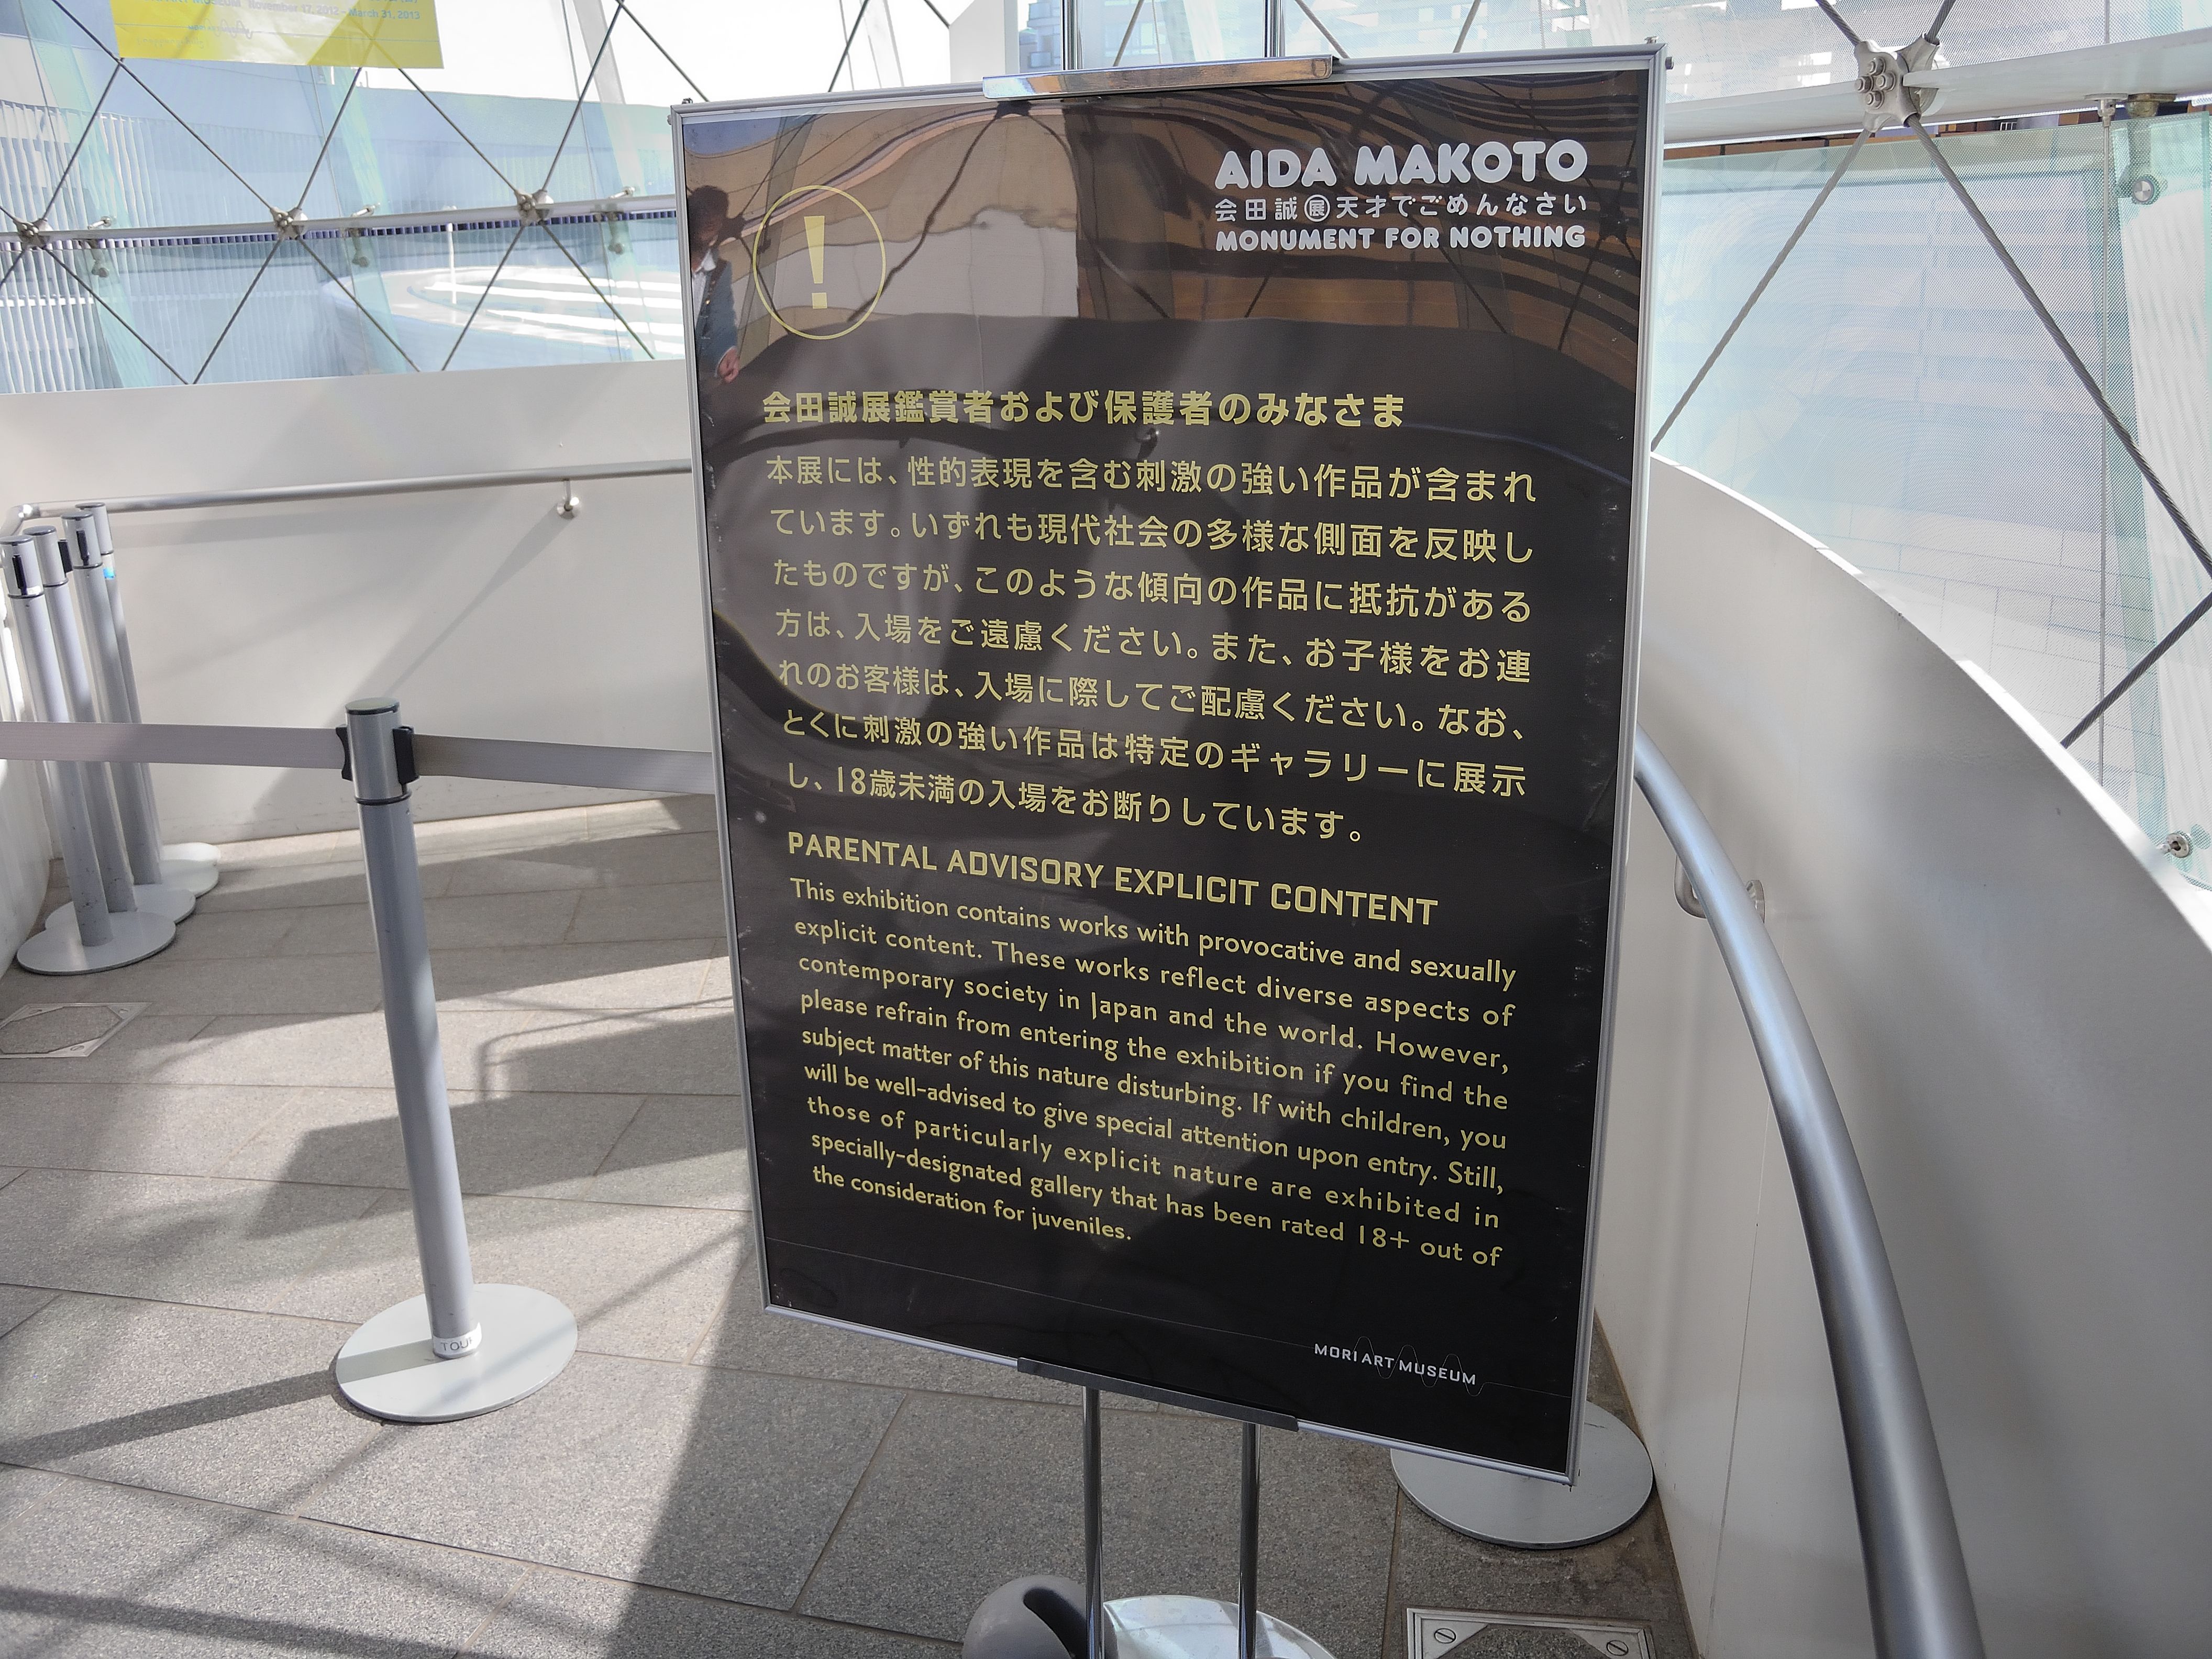 ART MUSEUM November 17, 2012 - March 31, 2013
AIDA MAKOTO
会田誠展天才でごめんなさい
MONUMENT FOR NOTHING
!
会田誠展鑑賞者および保護者のみなさま
本展には、性的表現を含む刺激の強い作品が含まれ
ています。いずれも現代社会の多様な側面を反映し
たものですが、このような傾向の作品に抵抗がある
方は、入場をご遠慮ください。また、お子様をお連
れのお客様は、入場に際してご配慮ください。なお、
とくに刺激の強い作品は特定のギャラリーに展示
し、18歳未満の入場をお断りしています。
PARENTAL ADVISORY EXPLICIT CONTENT
This exhibition contains works with provocative and sexually
explicit content. These works reflect diverse aspects of
contemporary society in Japan and the world. However,
please refrain from entering the exhibition if you find the
subject matter of this nature disturbing. If with children, you
will be well-advised to give special attention upon entry. Still,
those of particularly explicit nature are exhibited in
specially-designated gallery that has been rated 18+ out of
the consideration for juveniles.
MORI ART MUSEUM